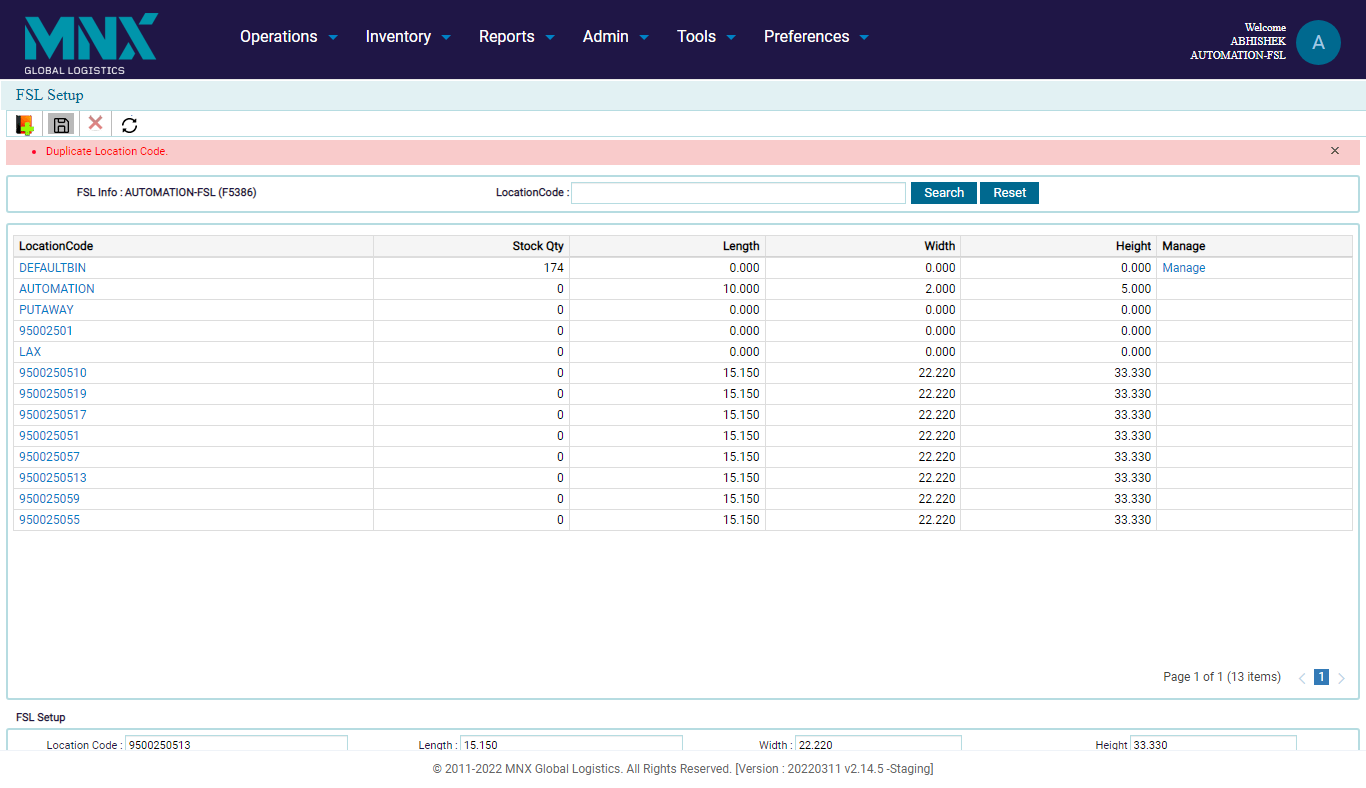 MNX
GLOBAL LOGISTICS
Operations Inventory Reports Admin Tools Preferences
Welcome
ABHISHEK
AUTOMATION-FSL
A
FSL Setup
Duplicate Location Code.
FSL Info : AUTOMATION-FSL (F5386) LocationCode : Search Reset
LocationCode Stock Qty Length Width Height Manage
DEFAULTBIN 174 0.000 0.000 0.000 Manage
AUTOMATION 0 10.000 2.000 5.000
PUTAWAY 0 0.000 0.000 0.000
95002501 0 0.000 0.000 0.000
LAX 0 0.000 0.000 0.000
9500250510 0 15.150 22.220 33.330
9500250519 0 15.150 22.220 33.330
9500250517 0 15.150 22.220 33.330
950025051 0 15.150 22.220 33.330
950025057 0 15.150 22.220 33.330
9500250513 0 15.150 22.220 33.330
950025059 0 15.150 22.220 33.330
950025055 0 15.150 22.220 33.330
Page 1 of 1 (13 items) 1
FSL Setup
Location Code : 9500250513 Length : 15.150 Width : 22.220 Height 33.330
© 2011-2022 MNX Global Logistics. All Rights Reserved. [Version : 20220311 v2.14.5 -Staging]